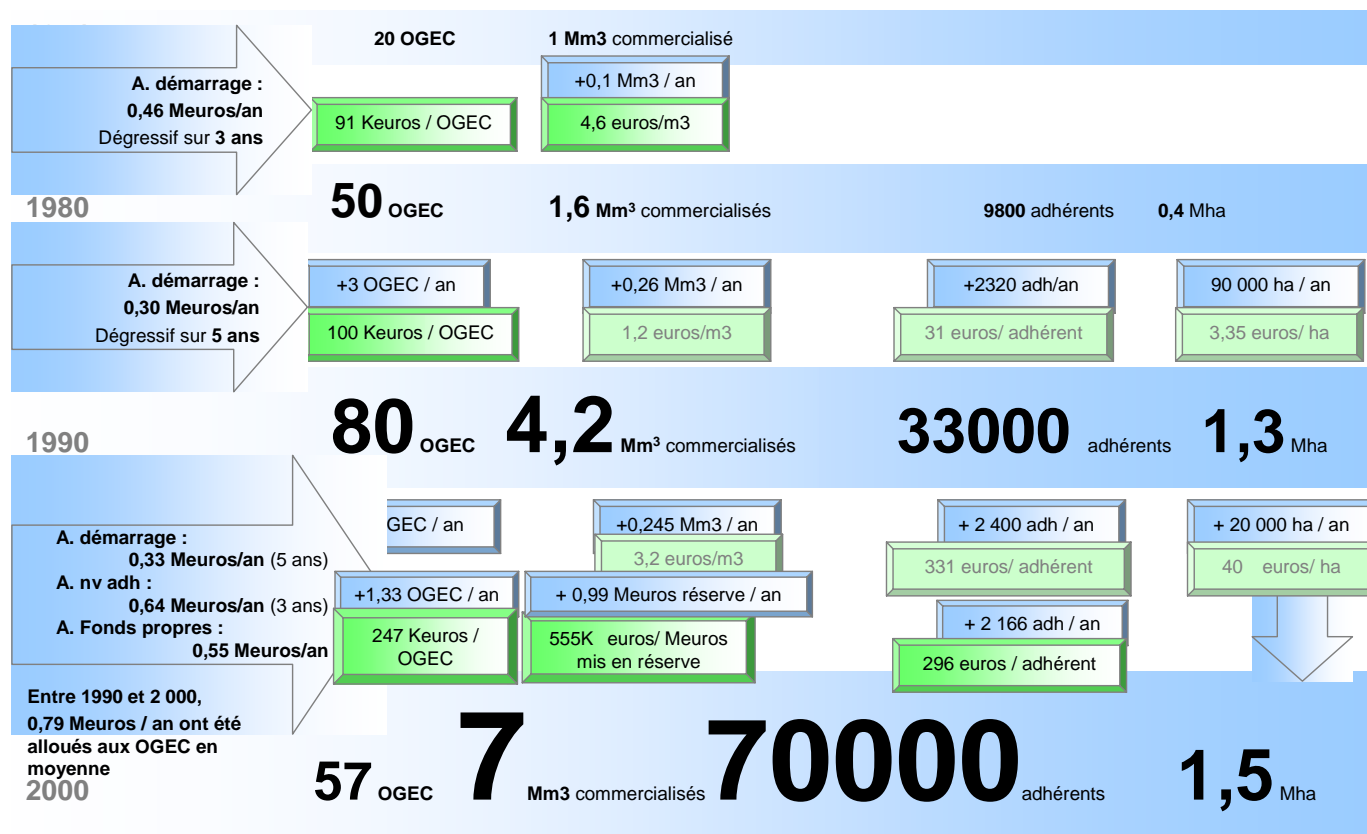 20 OGEC 1 Mm3 commercialisé
A. démarrage :
0,46 Meuros/an
Dégressif sur 3 ans
+0,1 Mm3 / an
91 Keuros / OGEC 4,6 euros/m3
1980 50 OGEC 1,6 Mm³ commercialisés 9800 adhérents 0,4 Mha
A. démarrage :
0,30 Meuros/an
Dégressif sur 5 ans
+3 OGEC / an +0,26 Mm3 / an +2320 adh/an 90 000 ha / an
100 Keuros / OGEC 1,2 euros/m3 31 euros/ adhérent 3,35 euros/ ha
1990 80 OGEC 4,2 Mm³ commercialisés 33000 adhérents 1,3 Mha
A. démarrage :
0,33 Meuros/an (5 ans)
A. nv adh :
0,64 Meuros/an (3 ans)
A. Fonds propres :
0,55 Meuros/an
GEC / an +0,245 Mm3 / an + 2 400 adh / an + 20 000 ha / an
3,2 euros/m3 331 euros/ adhérent 40 euros/ ha
+1,33 OGEC / an + 0,99 Meuros réserve / an + 2 166 adh / an
247 Keuros /
OGEC
555K euros/ Meuros
mis en réserve
296 euros / adhérent
Entre 1990 et 2 000,
0,79 Meuros / an ont été
alloués aux OGEC en
moyenne
2000 57 OGEC 7 Mm3 commercialisés 70000 adhérents 1,5 Mha